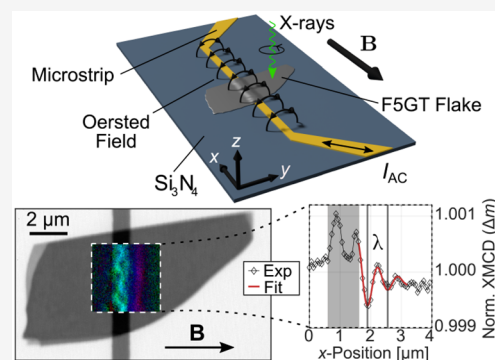 X-rays
B
Microstrip
Oersted
Field
F5GT Flake
z
x
y
Si3N4
IAC
2 μm
B
Exp
Fit
λ
1.001
1.000
0.999
Norm. XMCD (Δm)
0 1 2 3 4
x-Position [μm]